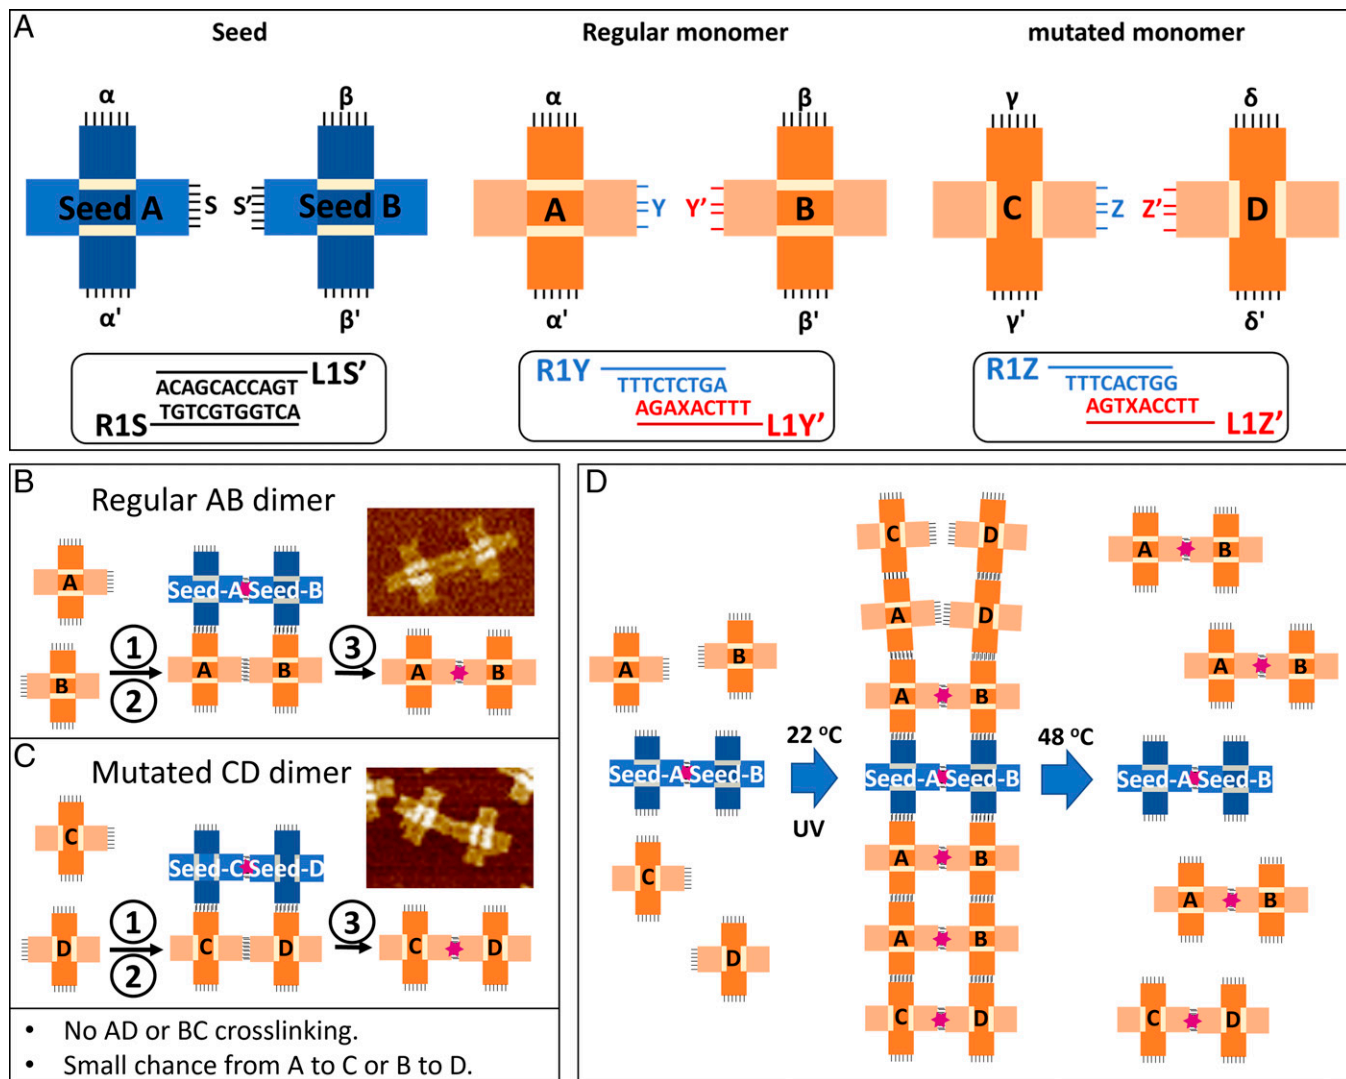 A
Seed
Regular monomer
mutated monomer
α
β
α
β
γ
δ
Seed A
S
S'
Seed B
A
Y
Y'
B
C
Z
Z'
D
α'
β'
α'
β'
γ'
δ'
L1S'
ACAGCACCAGT
TGTCGTGGTCA
R1S
R1Y
TTTCTCTGA
AGAXACTTT
L1Y'
R1Z
TTTCACTGG
AGTXACCTT
L1Z'
B
Regular AB dimer
A
Seed-A
Seed-B
B
1
2
A
B
3
A
B
C
Mutated CD dimer
C
Seed-C
Seed-D
D
1
2
C
D
3
C
D
• No AD or BC crosslinking.
• Small chance from A to C or B to D.
D
A
B
Seed-A
Seed-B
C
D
22 °C
UV
C
D
A
D
A
B
Seed-A
Seed-B
A
B
A
B
C
D
48 °C
A
B
A
B
Seed-A
Seed-B
A
B
C
D